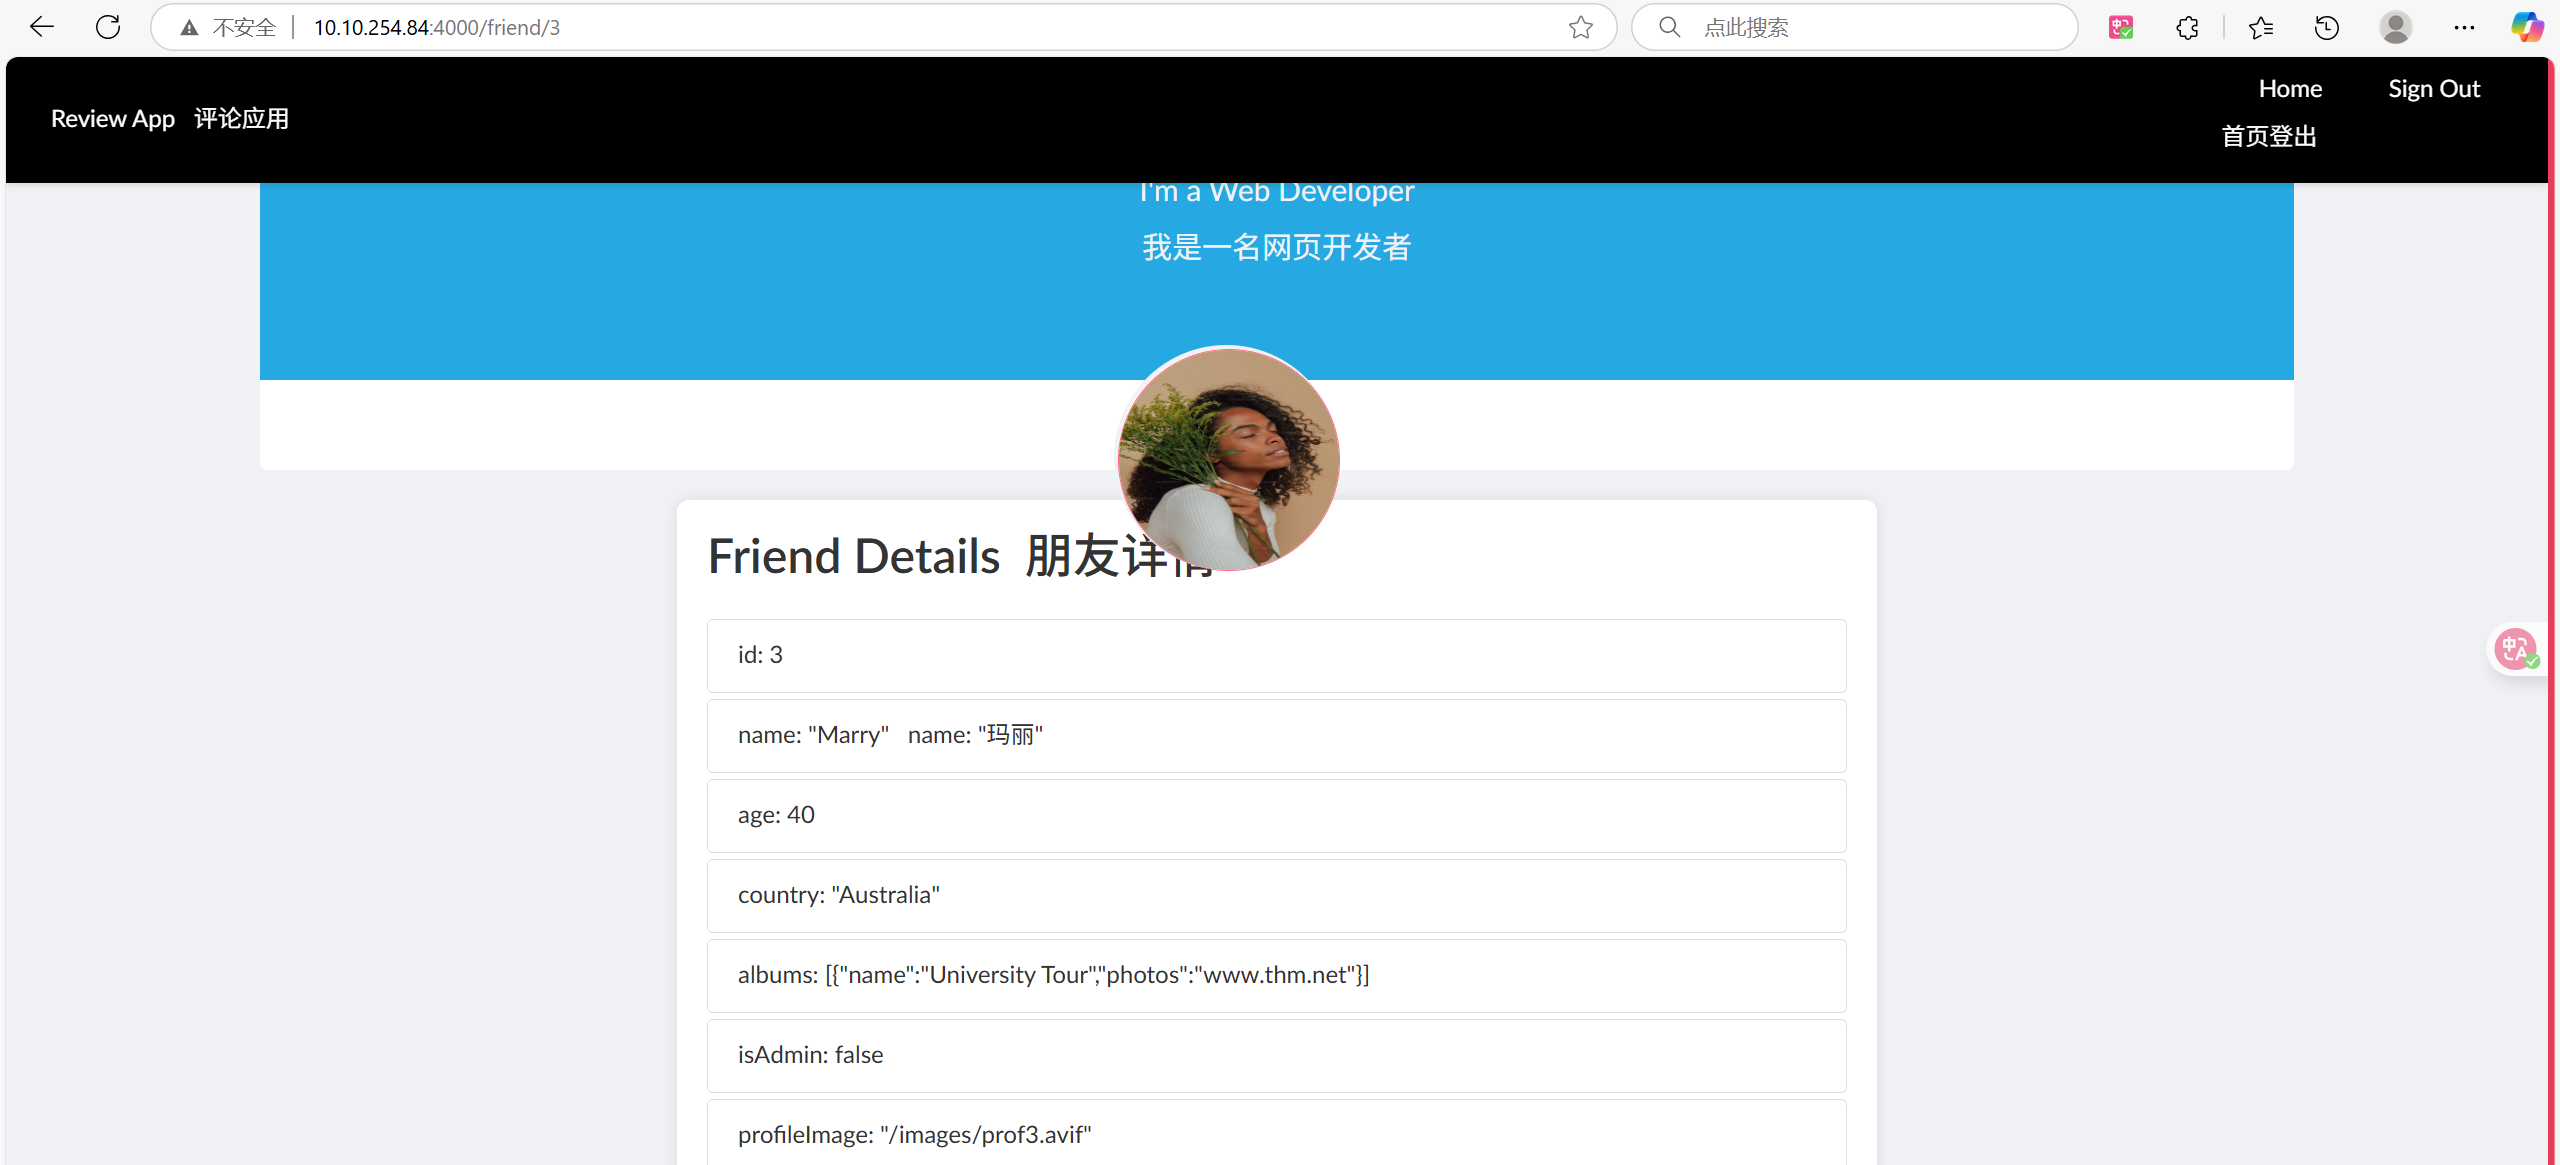 不安全 10.10.254.84:4000/friend/3
点此搜索
Review App 评论应用
Home Sign Out
首页登出
I'm a Web Developer
我是一名网页开发者
Friend Details 朋友详情
id: 3
name: "Marry" name: "玛丽"
age: 40
country: "Australia"
albums: [{"name":"University Tour","photos":"www.thm.net"}]
isAdmin: false
profileImage: "/images/prof3.avif"